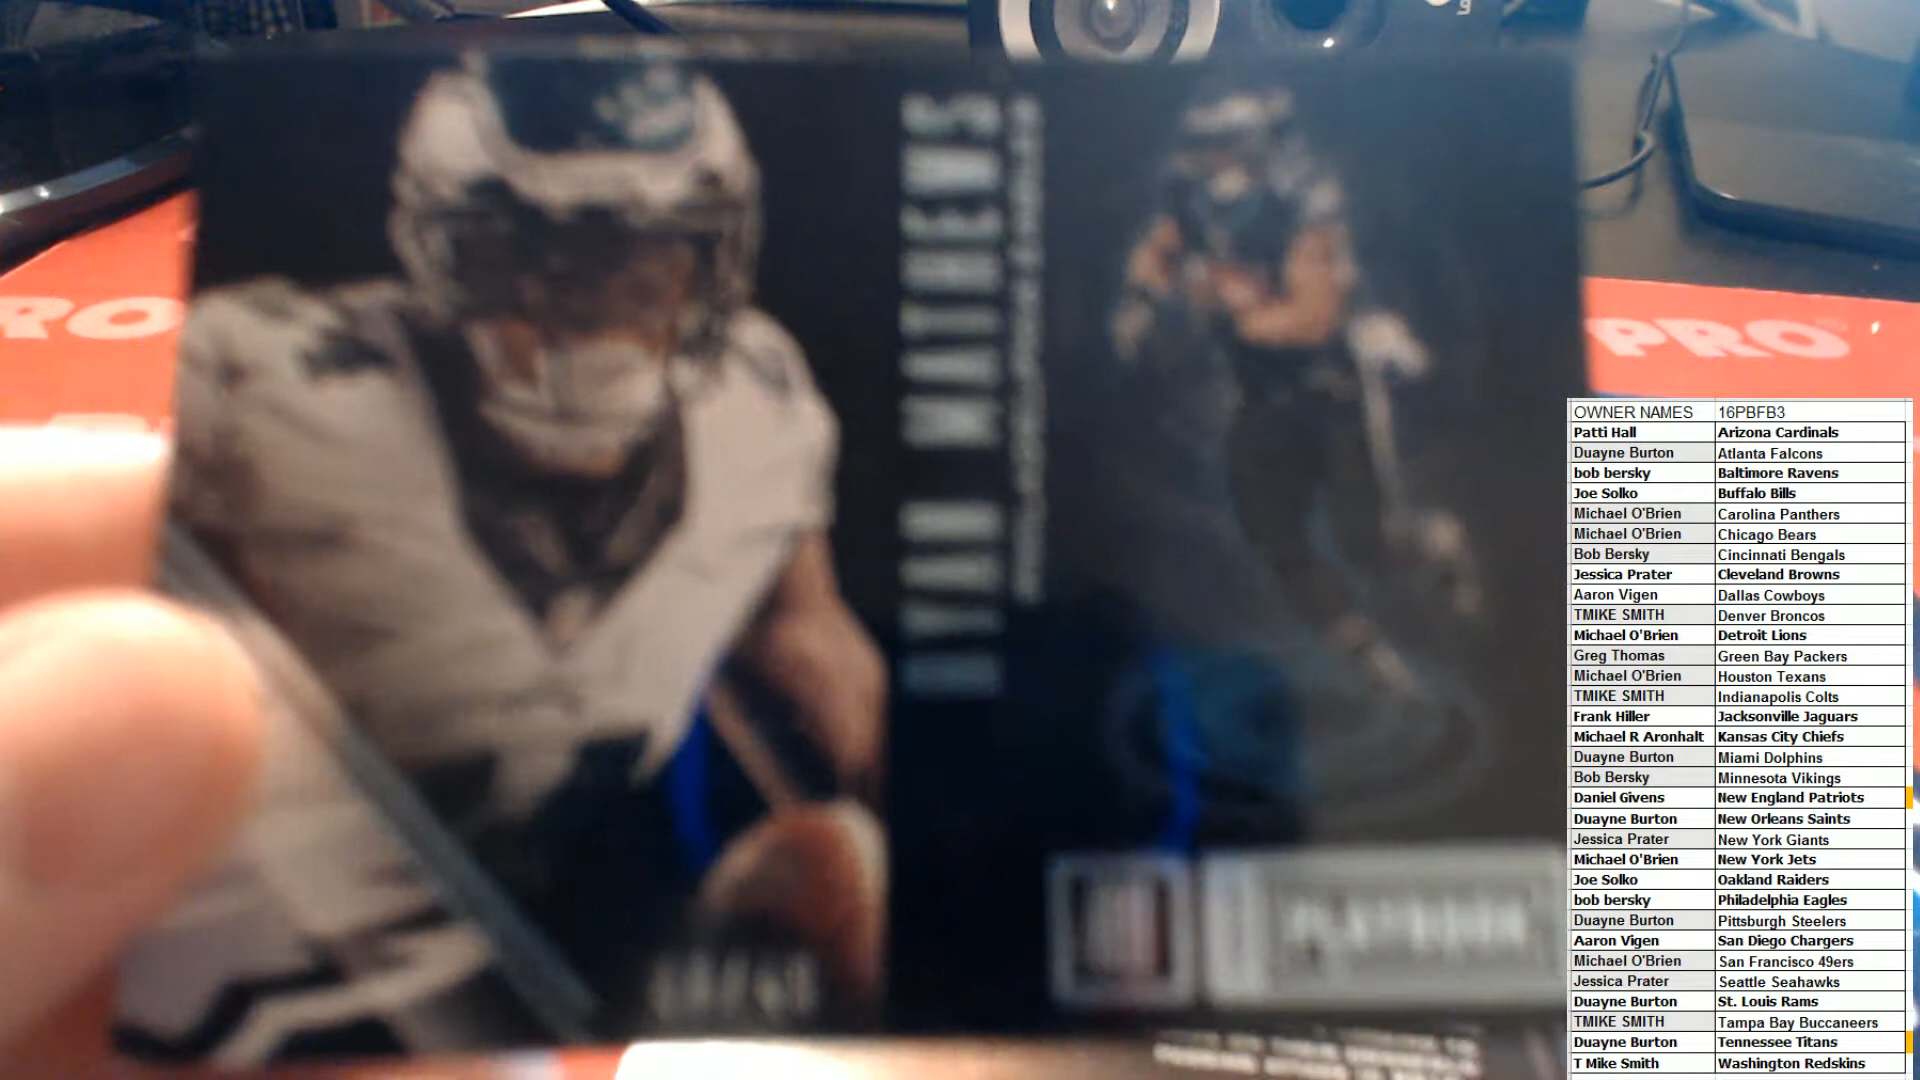 RYAN MATHEWS
PHILADELPHIA EAGLES
RO
PRO
PLAYBOOK
OWNER NAMES 16PBFB3
Patti Hall Arizona Cardinals
Duayne Burton Atlanta Falcons
bob bersky Baltimore Ravens
Joe Solko Buffalo Bills
Michael O'Brien Carolina Panthers
Michael O'Brien Chicago Bears
Bob Bersky Cincinnati Bengals
Jessica Prater Cleveland Browns
Aaron Vigen Dallas Cowboys
TMIKE SMITH Denver Broncos
Michael O'Brien Detroit Lions
Greg Thomas Green Bay Packers
Michael O'Brien Houston Texans
TMIKE SMITH Indianapolis Colts
Frank Hiller Jacksonville Jaguars
Michael R Aronhalt Kansas City Chiefs
Duayne Burton Miami Dolphins
Bob Bersky Minnesota Vikings
Daniel Givens New England Patriots
Duayne Burton New Orleans Saints
Jessica Prater New York Giants
Michael O'Brien New York Jets
Joe Solko Oakland Raiders
bob bersky Philadelphia Eagles
Duayne Burton Pittsburgh Steelers
Aaron Vigen San Diego Chargers
Michael O'Brien San Francisco 49ers
Jessica Prater Seattle Seahawks
Duayne Burton St. Louis Rams
TMIKE SMITH Tampa Bay Buccaneers
Duayne Burton Tennessee Titans
T Mike Smith Washington Redskins